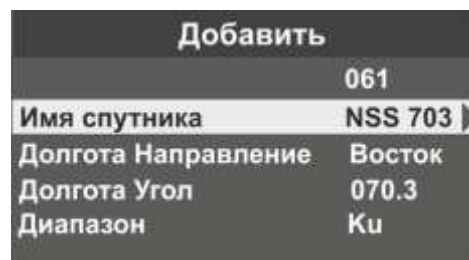 Добавить
061
Имя спутника NSS 703
Долгота Направление Восток
Долгота Угол 070.3
Диапазон Ku